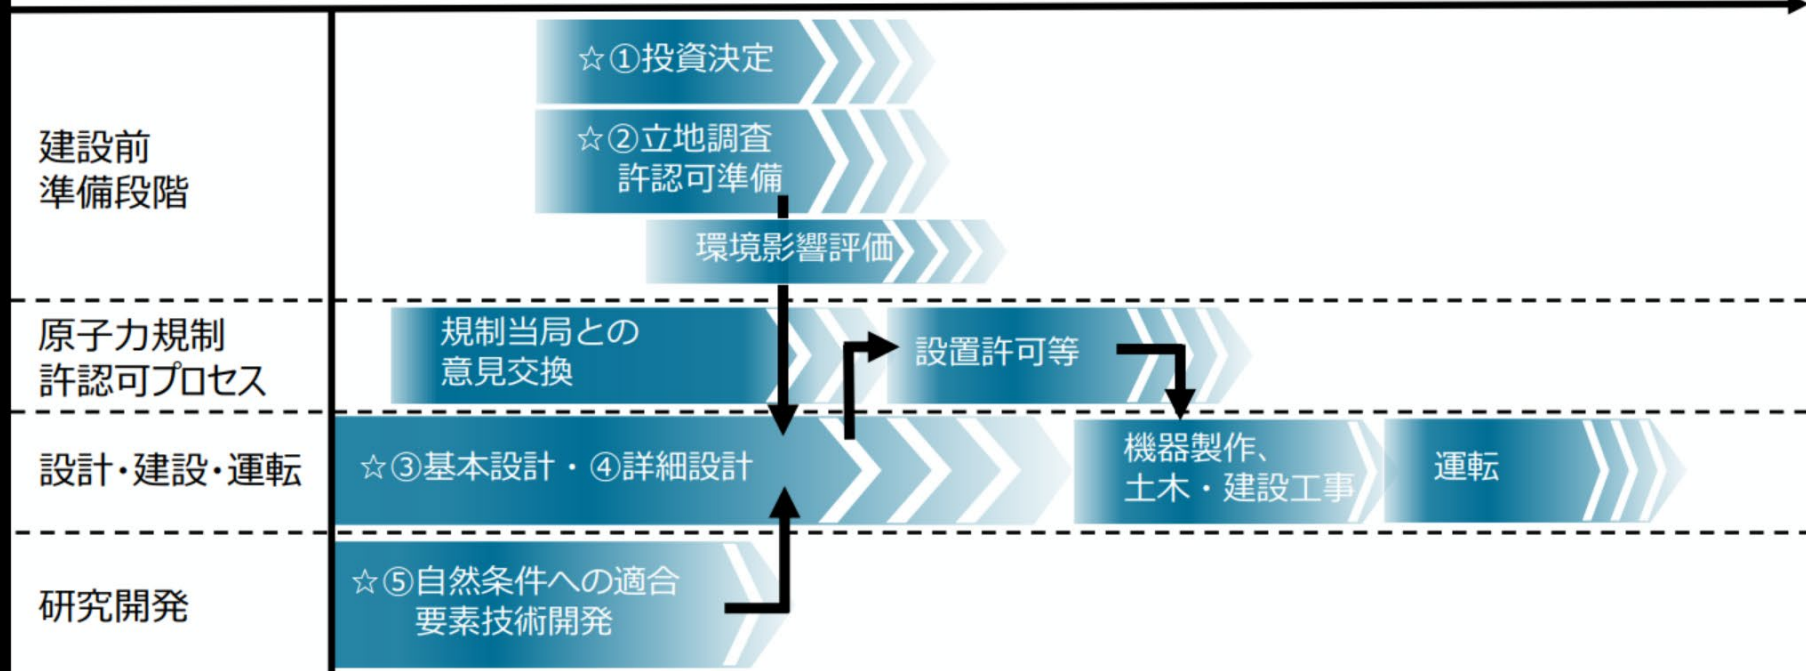 建設前
準備段階
☆①投資決定
☆②立地調査
許認可準備
環境影響評価
原子力規制
許認可プロセス
規制当局との
意見交換
設置許可等
設計・建設・運転
☆③基本設計・④詳細設計
機器製作、
土木・建設工事
運転
研究開発
☆⑤自然条件への適合
要素技術開発